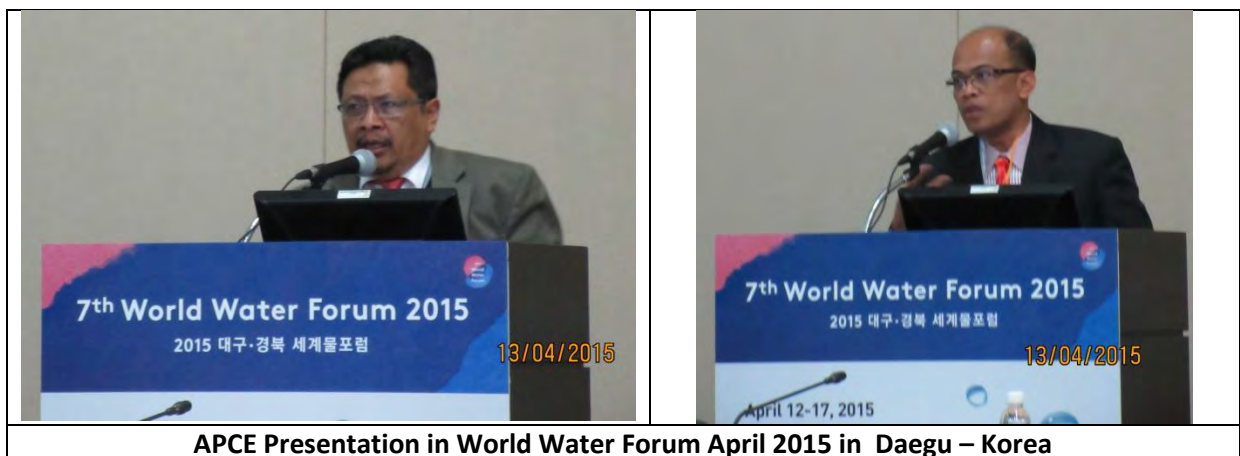 7th World Water Forum 2015
2015 대구·경북 세계물포럼
13/04/2015
7th World Water Forum 2015
2015 대구·경북 세계물포럼
13/04/2015
April 12-17, 2015
APCE Presentation in World Water Forum April 2015 in Daegu – Korea